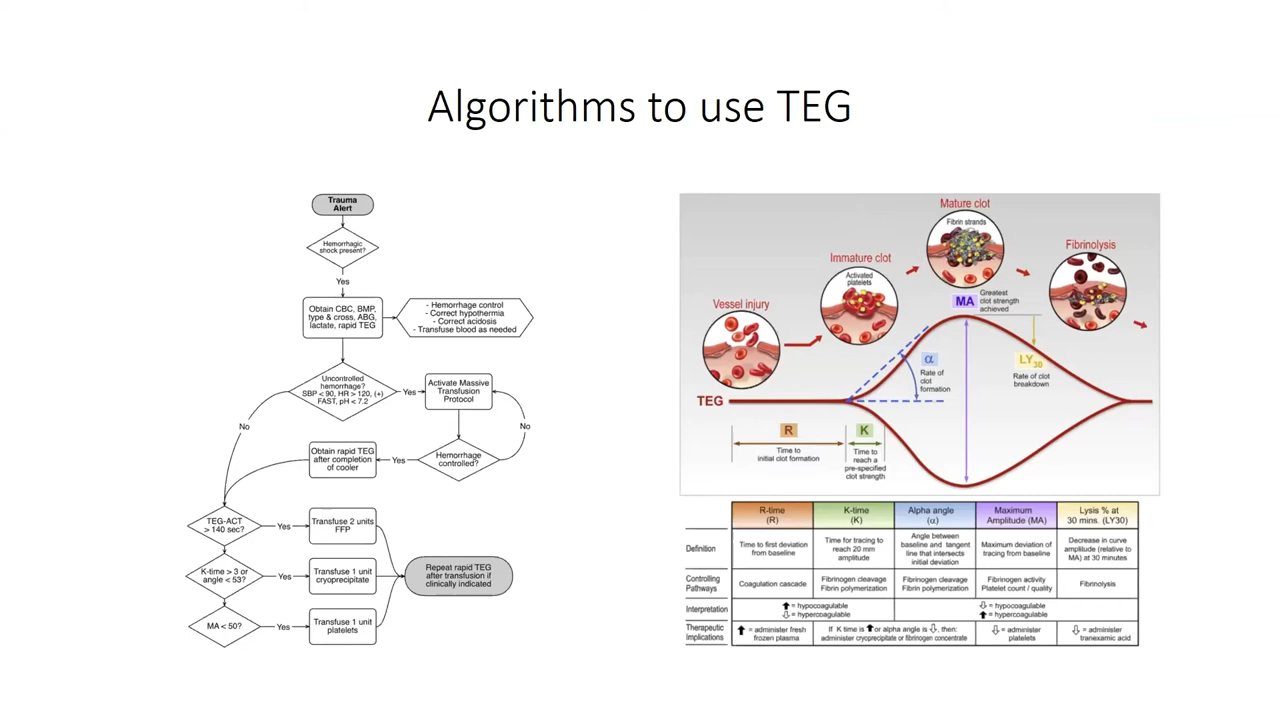 Algorithms to use TEG
Trauma
Alert
Hemorrhagic
shock present?
Yes
Obtain CBC, BMP,
type & cross, ABG,
lactate, rapid TEG
- Hemorrhage control
- Correct hypothermia
- Correct acidosis
- Transfuse blood as needed
Uncontrolled
hemorrhage?
SBP < 90, HR > 120, (+)
FAST, pH < 7.2
Yes
Activate Massive
Transfusion
Protocol
No
No
Obtain rapid TEG
after completion
of cooler
Yes
Hemorrhage
controlled?
TEG-ACT
> 140 sec?
Yes
Transfuse 2 units
FFP
K-time > 3 or
angle < 53?
Yes
Transfuse 1 unit
cryoprecipitate
Repeat rapid TEG
after transfusion if
clinically indicated
MA < 50?
Yes
Transfuse 1 unit
platelets
Mature clot
Fibrin strands
Immature clot
Activated
platelets
Fibrinolysis
Vessel injury
MA
Greatest
clot strength
achieved
α
Rate of
clot
formation
LY30
Rate of clot
breakdown
TEG
R
Time to
initial clot formation
K
Time to
reach a
pre-specified
clot strength
R-time
(R)
K-time
(K)
Alpha angle
(α)
Maximum
Amplitude (MA)
Lysis % at
30 mins. (LY30)
Definition
Time to first deviation
from baseline
Time for tracing to
reach 20 mm
amplitude
Angle between
baseline and tangent
line that intersects
initial deviation
Maximum deviation of
tracing from baseline
Decrease in curve
amplitude (relative to
MA) at 30 minutes
Controlling
Pathways
Coagulation cascade
Fibrinogen cleavage
Fibrin polymerization
Fibrinogen cleavage
Fibrin polymerization
Fibrinogen activity
Platelet count / quality
Fibrinolysis
Interpretation
⬆ = hypocoagulable
⇩ = hypercoagulable
⇩ = hypocoagulable
⬆ = hypercoagulable
Therapeutic
Implications
⬆ = administer fresh
frozen plasma
If K time is ⬆ or alpha angle is ⇩, then:
administer cryoprecipitate or fibrinogen concentrate
⇩ = administer
platelets
⇩ = administer
tranexamic acid